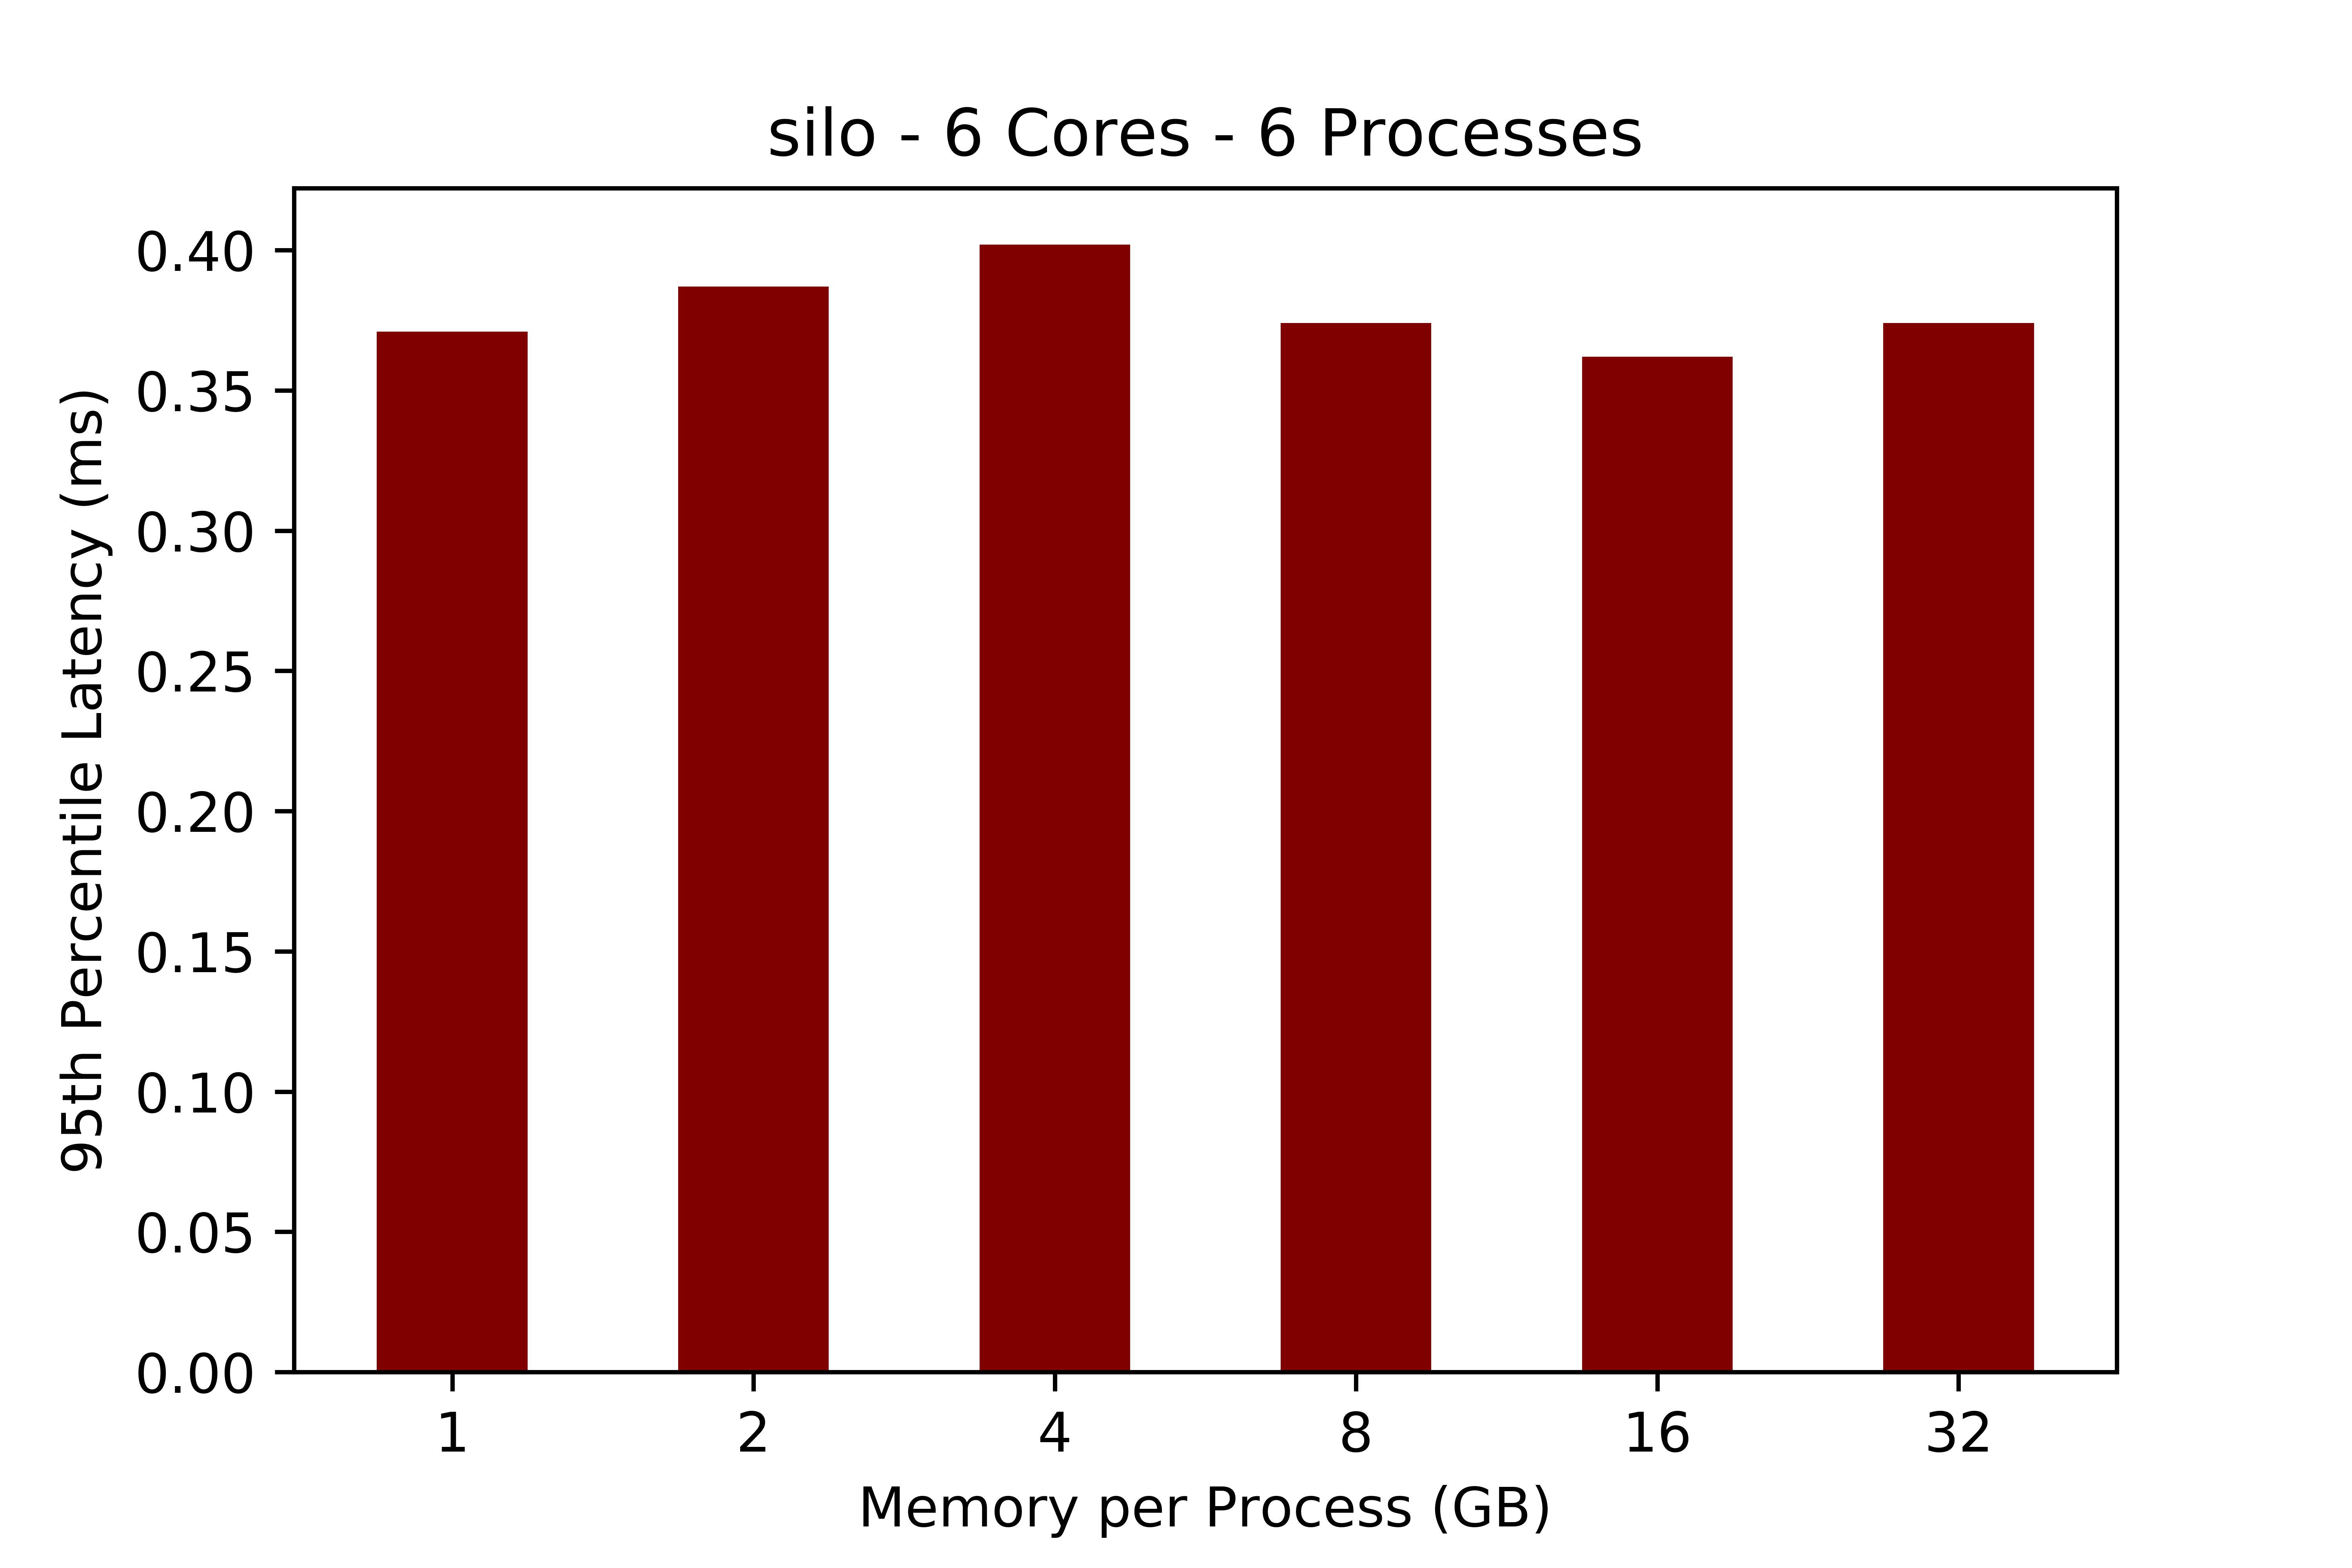 silo - 6 Cores - 6 Processes
95th Percentile Latency (ms)
0.40
0.35
0.30
0.25
0.20
0.15
0.10
0.05
0.00
1 2 4 8 16 32
Memory per Process (GB)